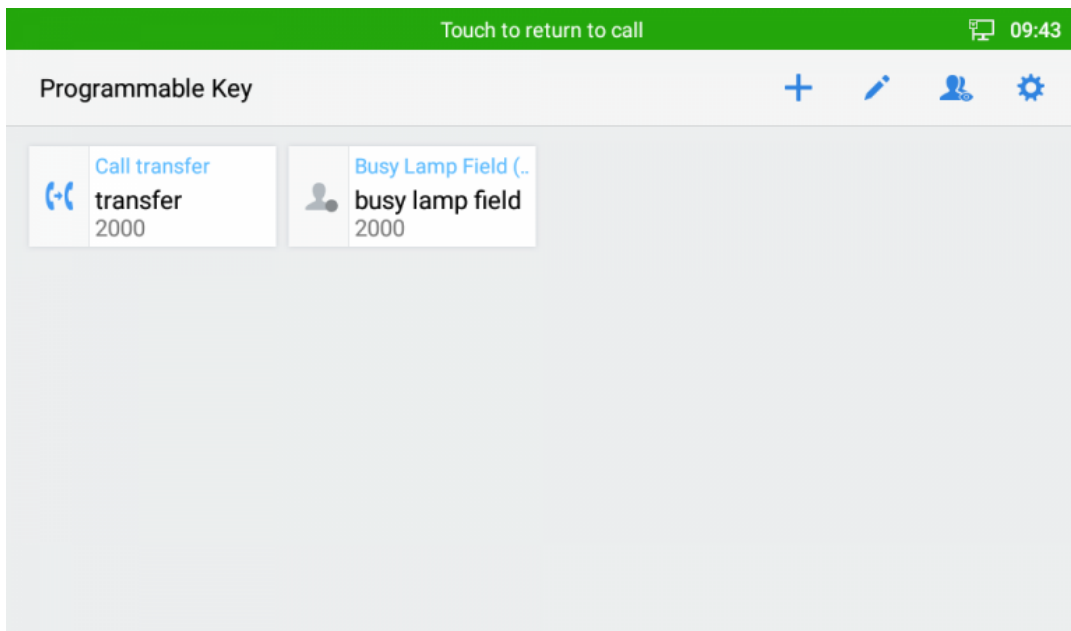 Touch to return to call
09:43
Programmable Key
Call transfer
transfer
2000
Busy Lamp Field (..
busy lamp field
2000